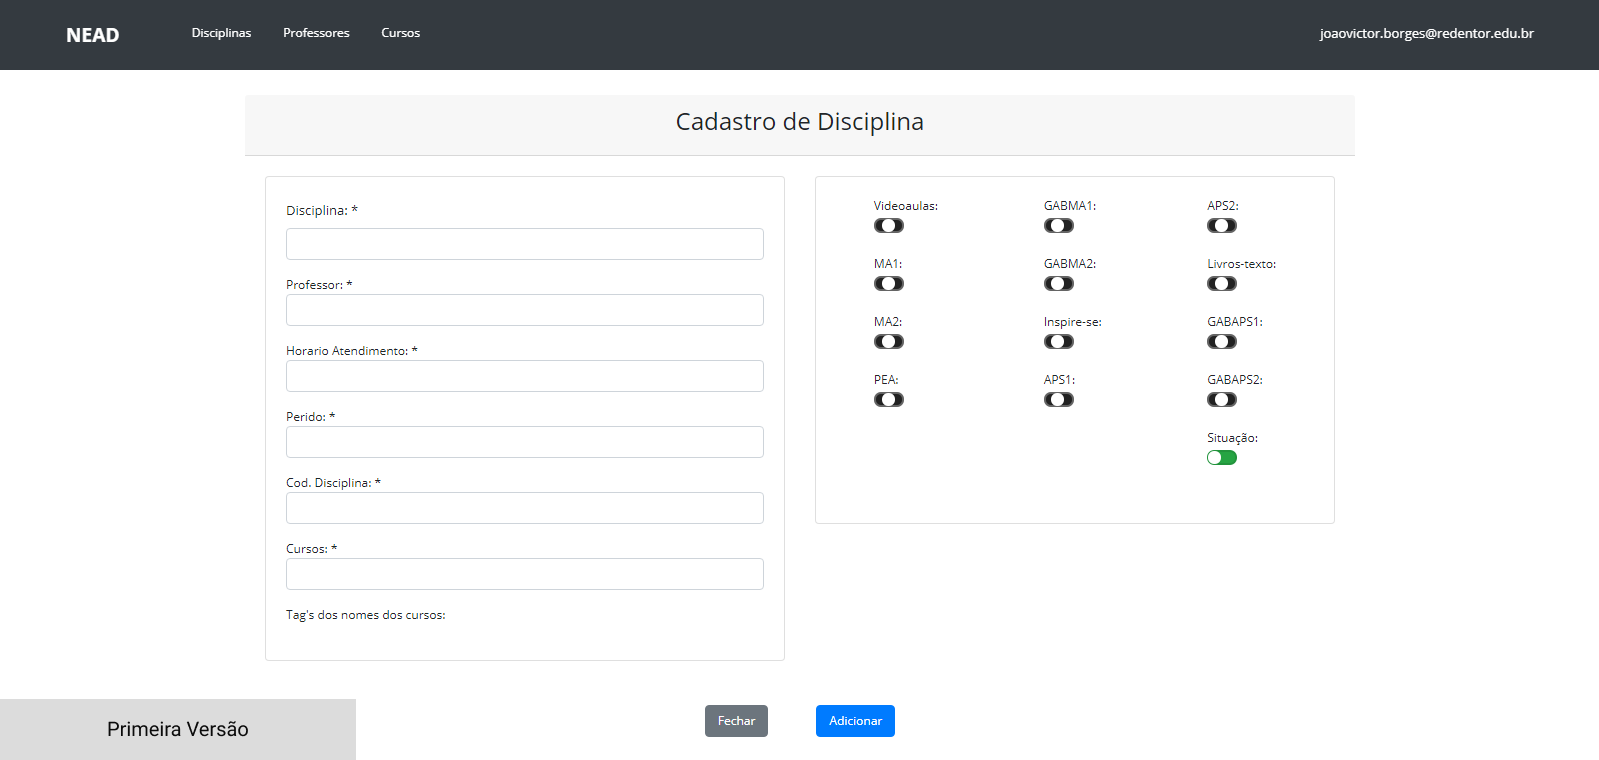 NEAD Disciplinas Professores Cursos joaovictor.borges@redentor.edu.br
Cadastro de Disciplina
Disciplina: *
Professor: *
Horario Atendimento: *
Perido: *
Cod. Disciplina: *
Cursos: *
Tag's dos nomes dos cursos:
Videoaulas: GABMA1: APS2:
MA1: GABMA2: Livros-texto:
MA2: Inspire-se: GABAPS1:
PEA: APS1: GABAPS2:
Situação:
Fechar Adicionar
Primeira Versão